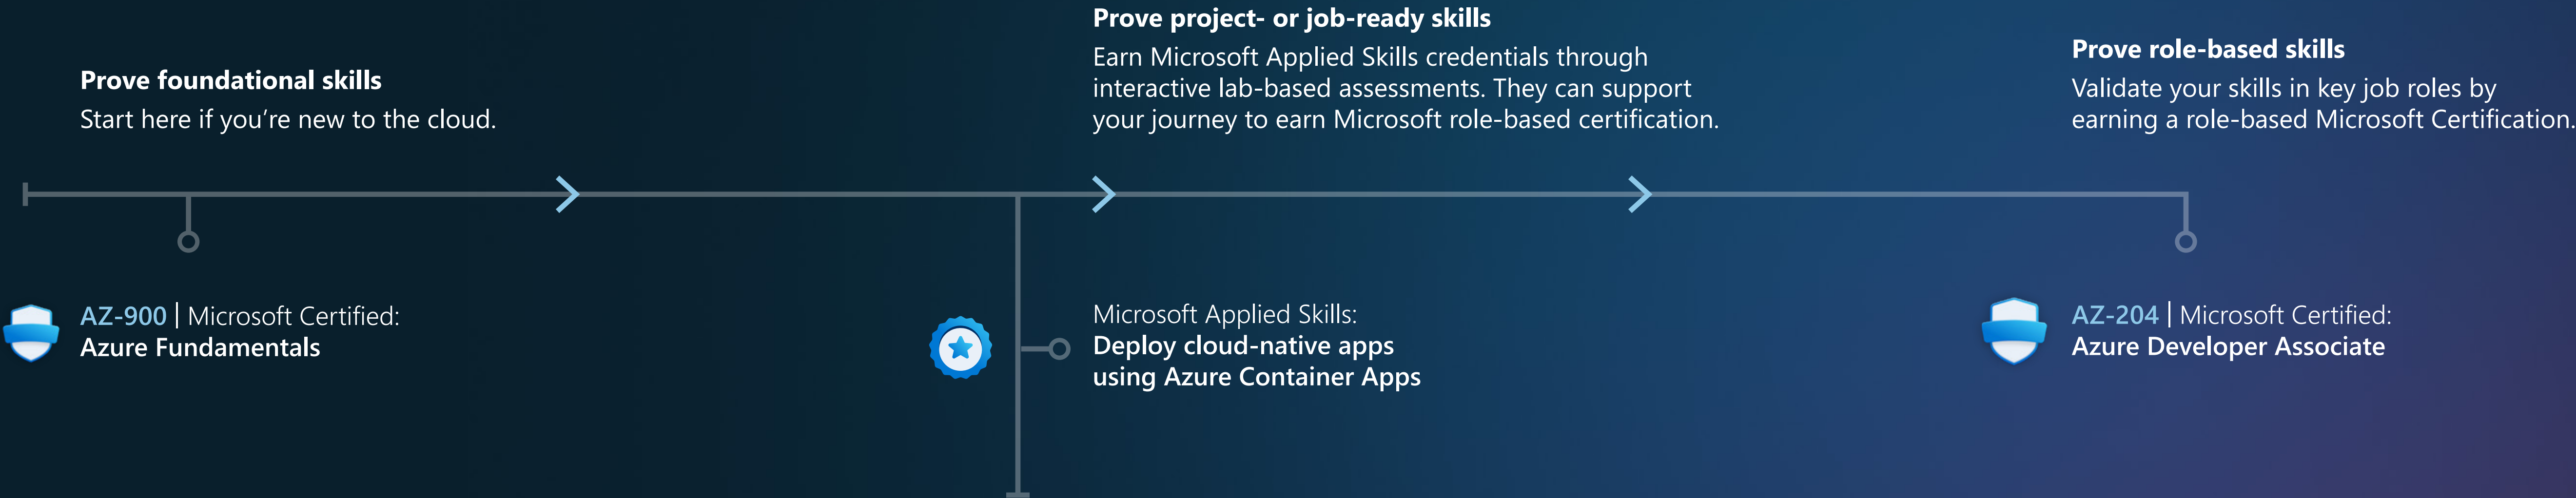 Prove foundational skills
Start here if you’re new to the cloud.
Prove project- or job-ready skills
Earn Microsoft Applied Skills credentials through
interactive lab-based assessments. They can support
your journey to earn Microsoft role-based certification.
Prove role-based skills
Validate your skills in key job roles by
earning a role-based Microsoft Certification.
AZ-900 | Microsoft Certified:
Azure Fundamentals
Microsoft Applied Skills:
Deploy cloud-native apps
using Azure Container Apps
AZ-204 | Microsoft Certified:
Azure Developer Associate